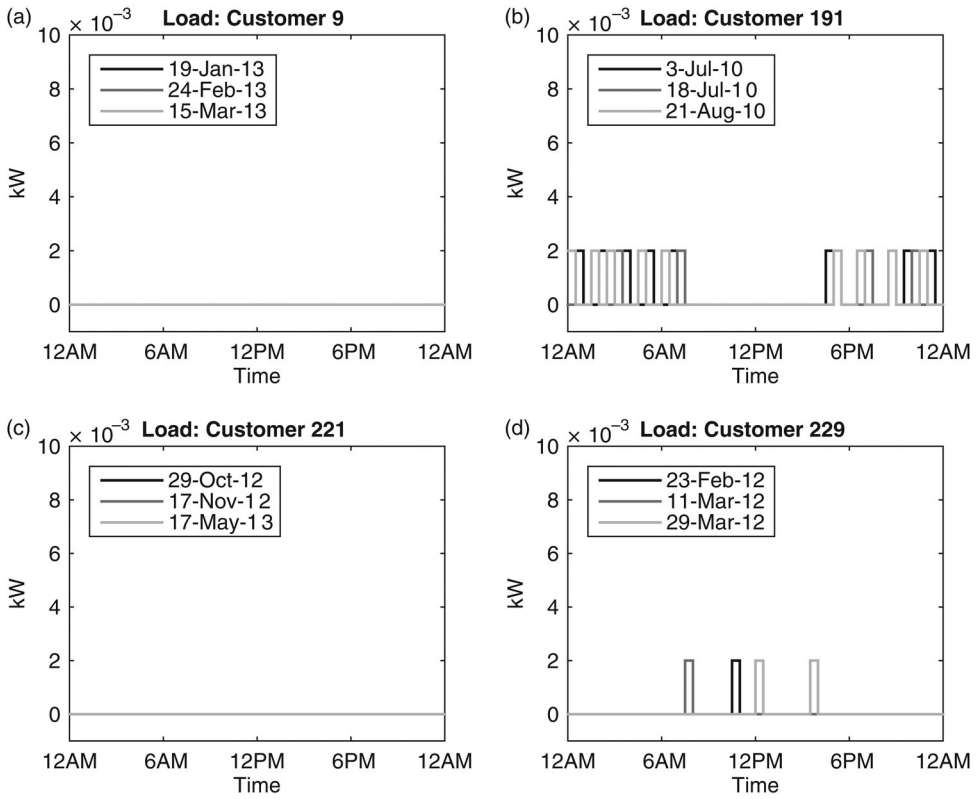 (a)
Load: Customer 9
× 10⁻³
10
8
6
4
2
0
kW
19-Jan-13
24-Feb-13
15-Mar-13
12AM 6AM 12PM 6PM 12AM
Time
(b)
Load: Customer 191
× 10⁻³
10
8
6
4
2
0
kW
3-Jul-10
18-Jul-10
21-Aug-10
12AM 6AM 12PM 6PM 12AM
Time
(c)
Load: Customer 221
× 10⁻³
10
8
6
4
2
0
kW
29-Oct-12
17-Nov-12
17-May-13
12AM 6AM 12PM 6PM 12AM
Time
(d)
Load: Customer 229
× 10⁻³
10
8
6
4
2
0
kW
23-Feb-12
11-Mar-12
29-Mar-12
12AM 6AM 12PM 6PM 12AM
Time